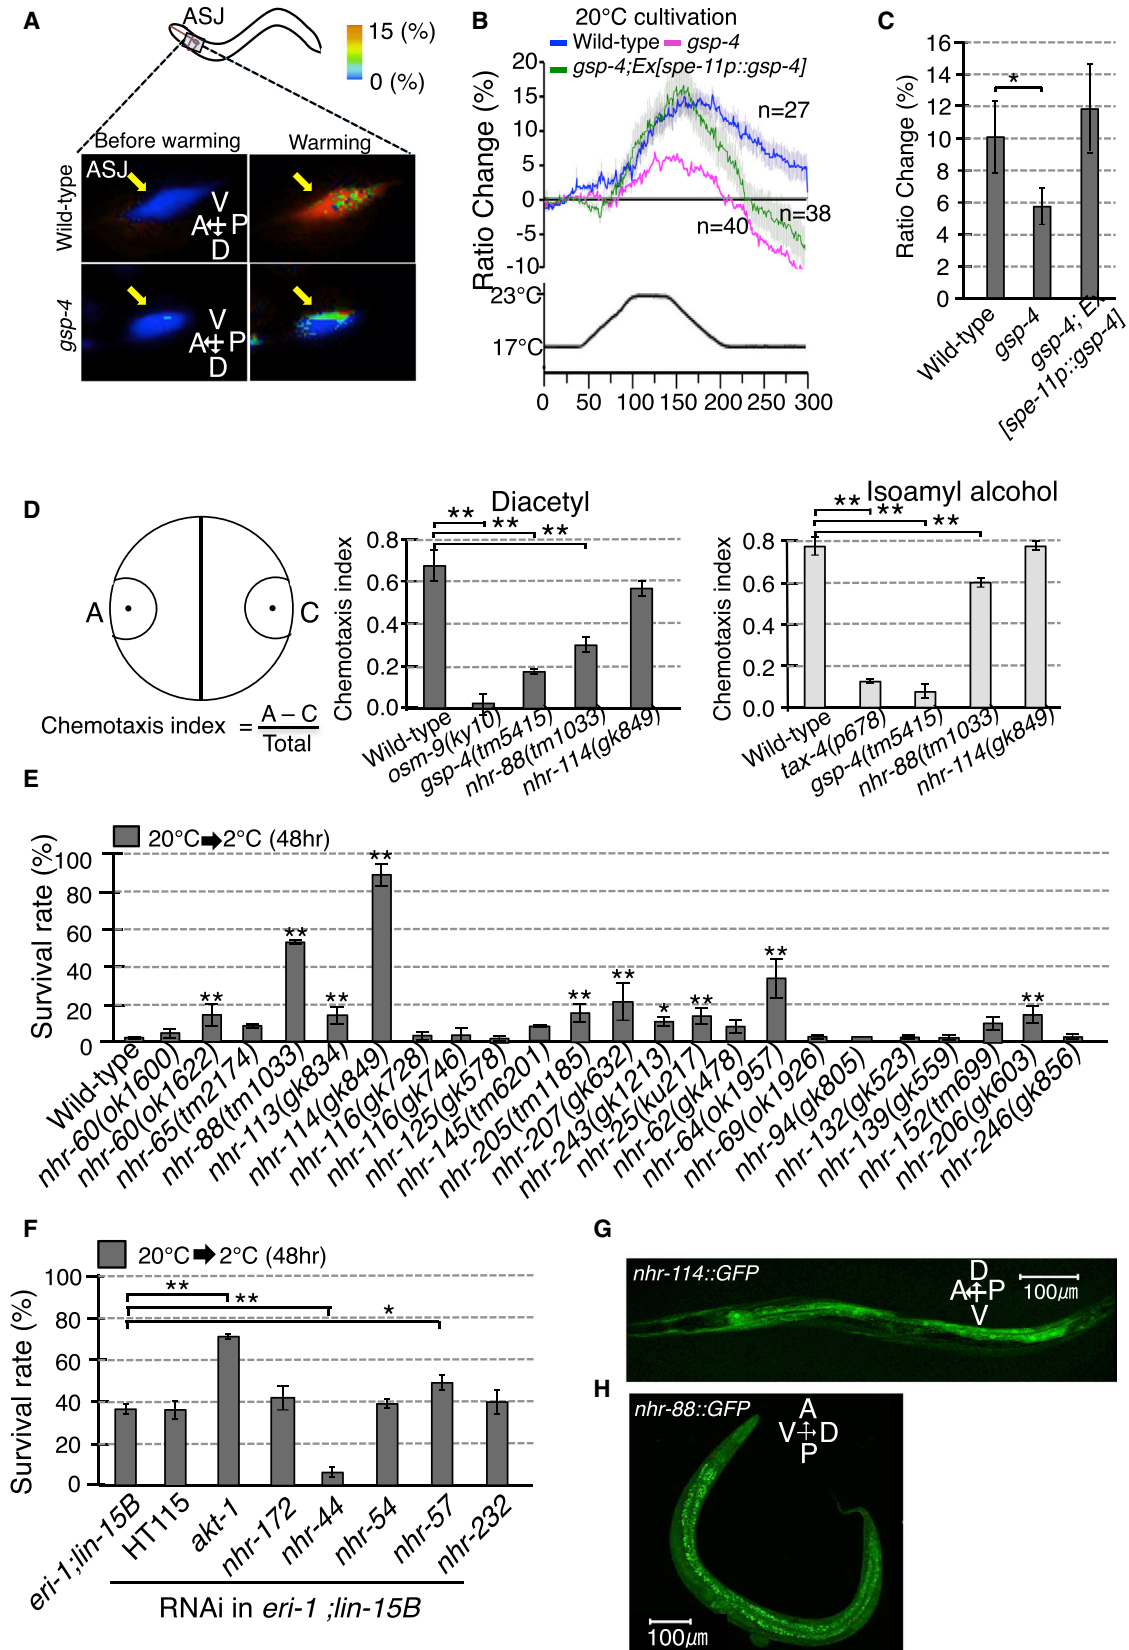 A
ASJ
15 (%)
0 (%)
Before warming
Warming
Wild-type
ASJ
V
A P
D
gsp-4
V
A P
D
B
20°C cultivation
Wild-type gsp-4
gsp-4;Ex[spe-11p::gsp-4]
Ratio Change (%)
20
15
10
5
0
-5
-10
n=27
n=38
n=40
23°C
17°C
0 50 100 150 200 250 300
C
Ratio Change (%)
16
14
12
10
8
6
4
2
0
*
Wild-type
gsp-4
gsp-4; Ex
[spe-11p::gsp-4]
D
A
C
Chemotaxis index = A – C
Total
Diacetyl
Chemotaxis index
0.8
0.6
0.4
0.2
0.0
**
**
**
Wild-type
osm-9(ky10)
gsp-4(tm5415)
nhr-88(tm1033)
nhr-114(gk849)
Isoamyl alcohol
Chemotaxis index
0.8
0.6
0.4
0.2
0.0
**
**
**
Wild-type
tax-4(p678)
gsp-4(tm5415)
nhr-88(tm1033)
nhr-114(gk849)
E
20°C➡2°C (48hr)
Survival rate (%)
100
80
60
40
20
0
**
**
**
**
**
**
*
**
**
**
Wild-type
nhr-60(ok1600)
nhr-60(ok1622)
nhr-65(tm2174)
nhr-88(tm1033)
nhr-113(gk834)
nhr-114(gk849)
nhr-116(gk728)
nhr-116(gk746)
nhr-125(gk578)
nhr-145(tm6201)
nhr-205(tm1185)
nhr-207(gk632)
nhr-243(gk1213)
nhr-25(ku217)
nhr-62(gk478)
nhr-64(ok1957)
nhr-69(ok1926)
nhr-94(gk805)
nhr-132(gk523)
nhr-139(gk559)
nhr-152(tm699)
nhr-206(gk603)
nhr-246(gk856)
F
20°C➡2°C (48hr)
Survival rate (%)
100
80
60
40
20
0
**
**
*
eri-1;lin-15B
HT115
akt-1
nhr-172
nhr-44
nhr-54
nhr-57
nhr-232
RNAi in eri-1 ;lin-15B
G
nhr-114::GFP
D
A P
V
100μm
H
nhr-88::GFP
A
V D
P
100μm